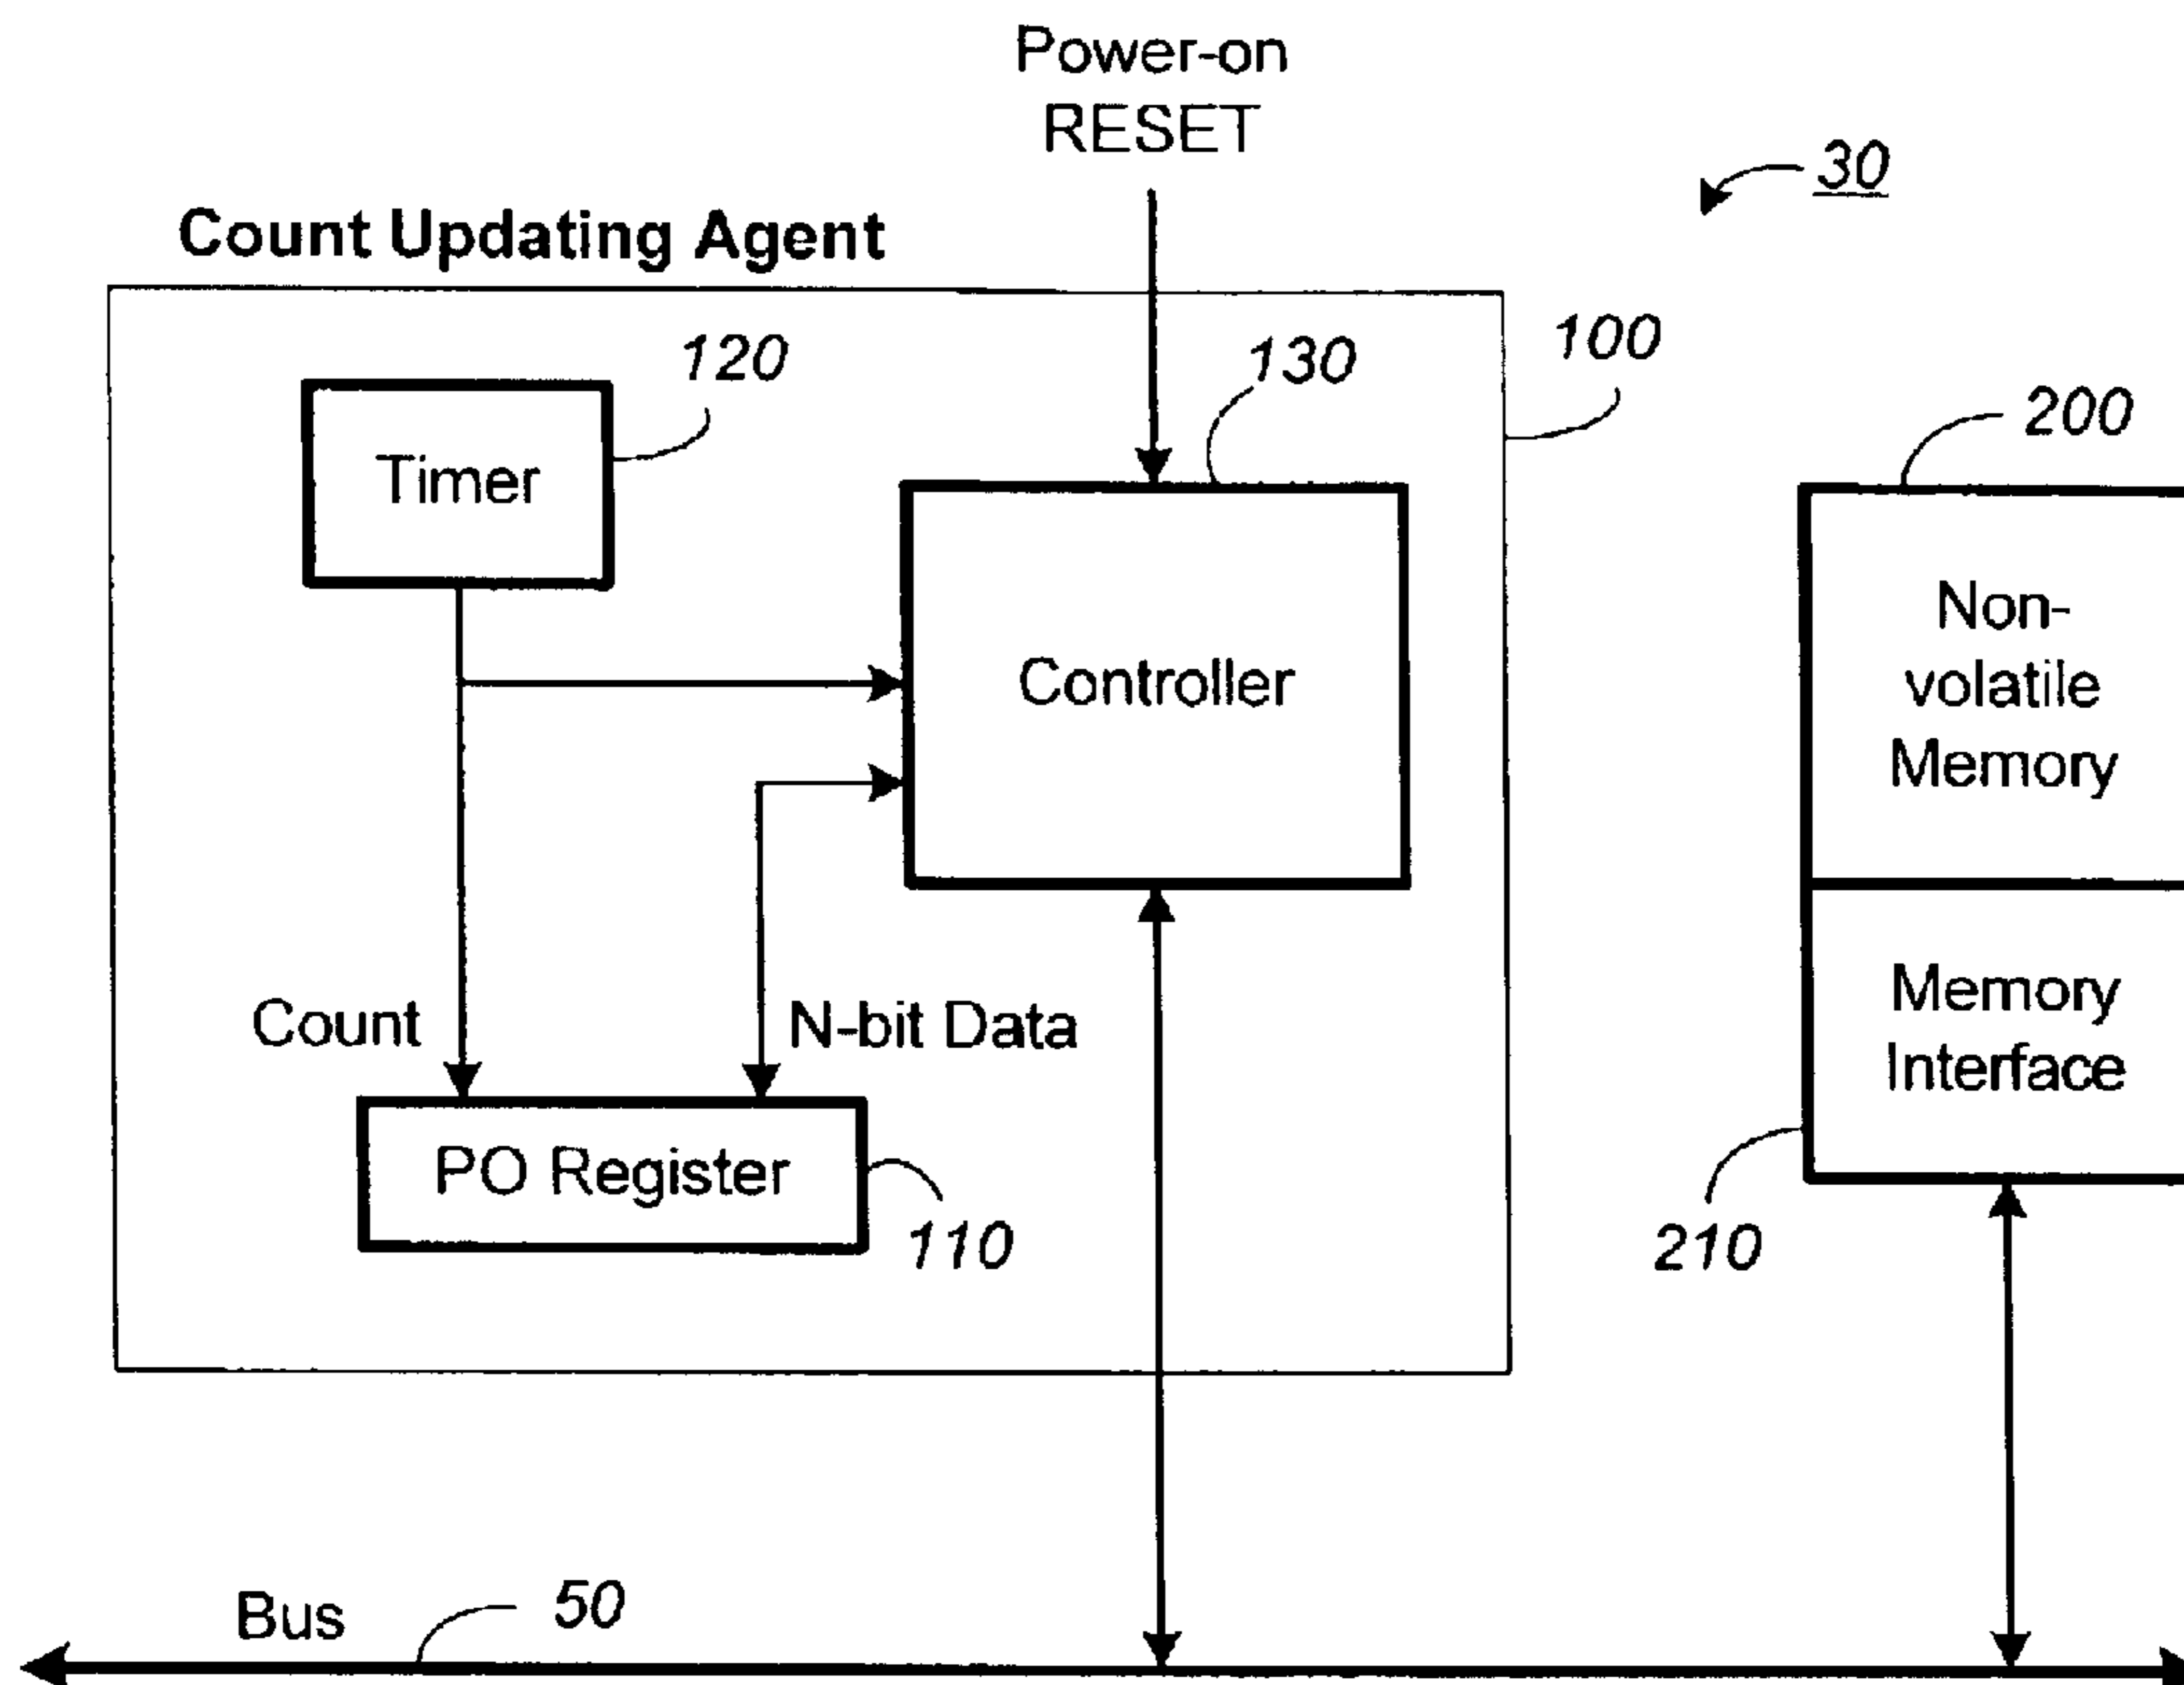 Power-on
RESET
30
Count Updating Agent
100
120
130
200
Timer
Controller
Non-
volatile
Memory
Count
N-bit Data
Memory
Interface
PO Register
110
210
Bus
50